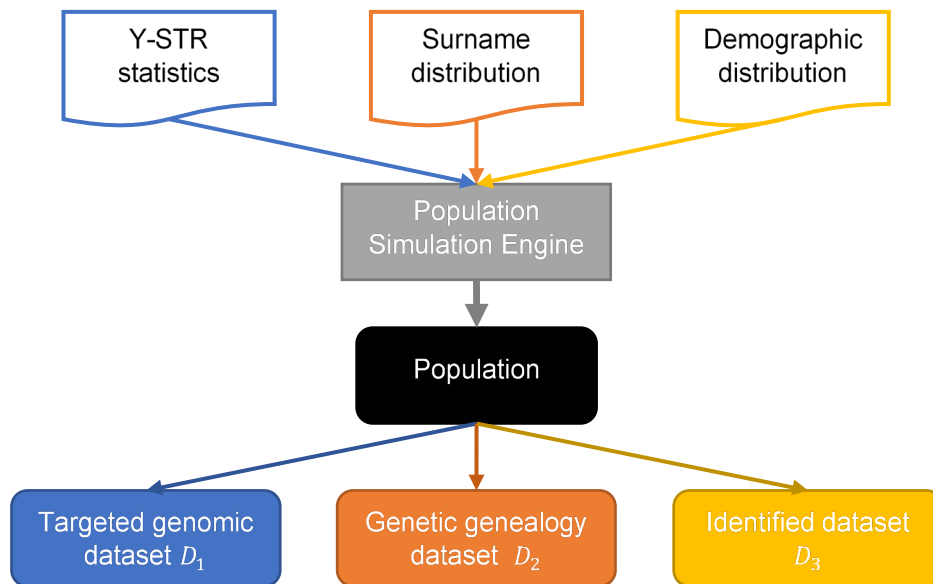 Y-STR
statistics
Surname
distribution
Demographic
distribution
Population
Simulation Engine
Population
Targeted genomic
dataset D₁
Genetic genealogy
dataset D₂
Identified dataset
D₃